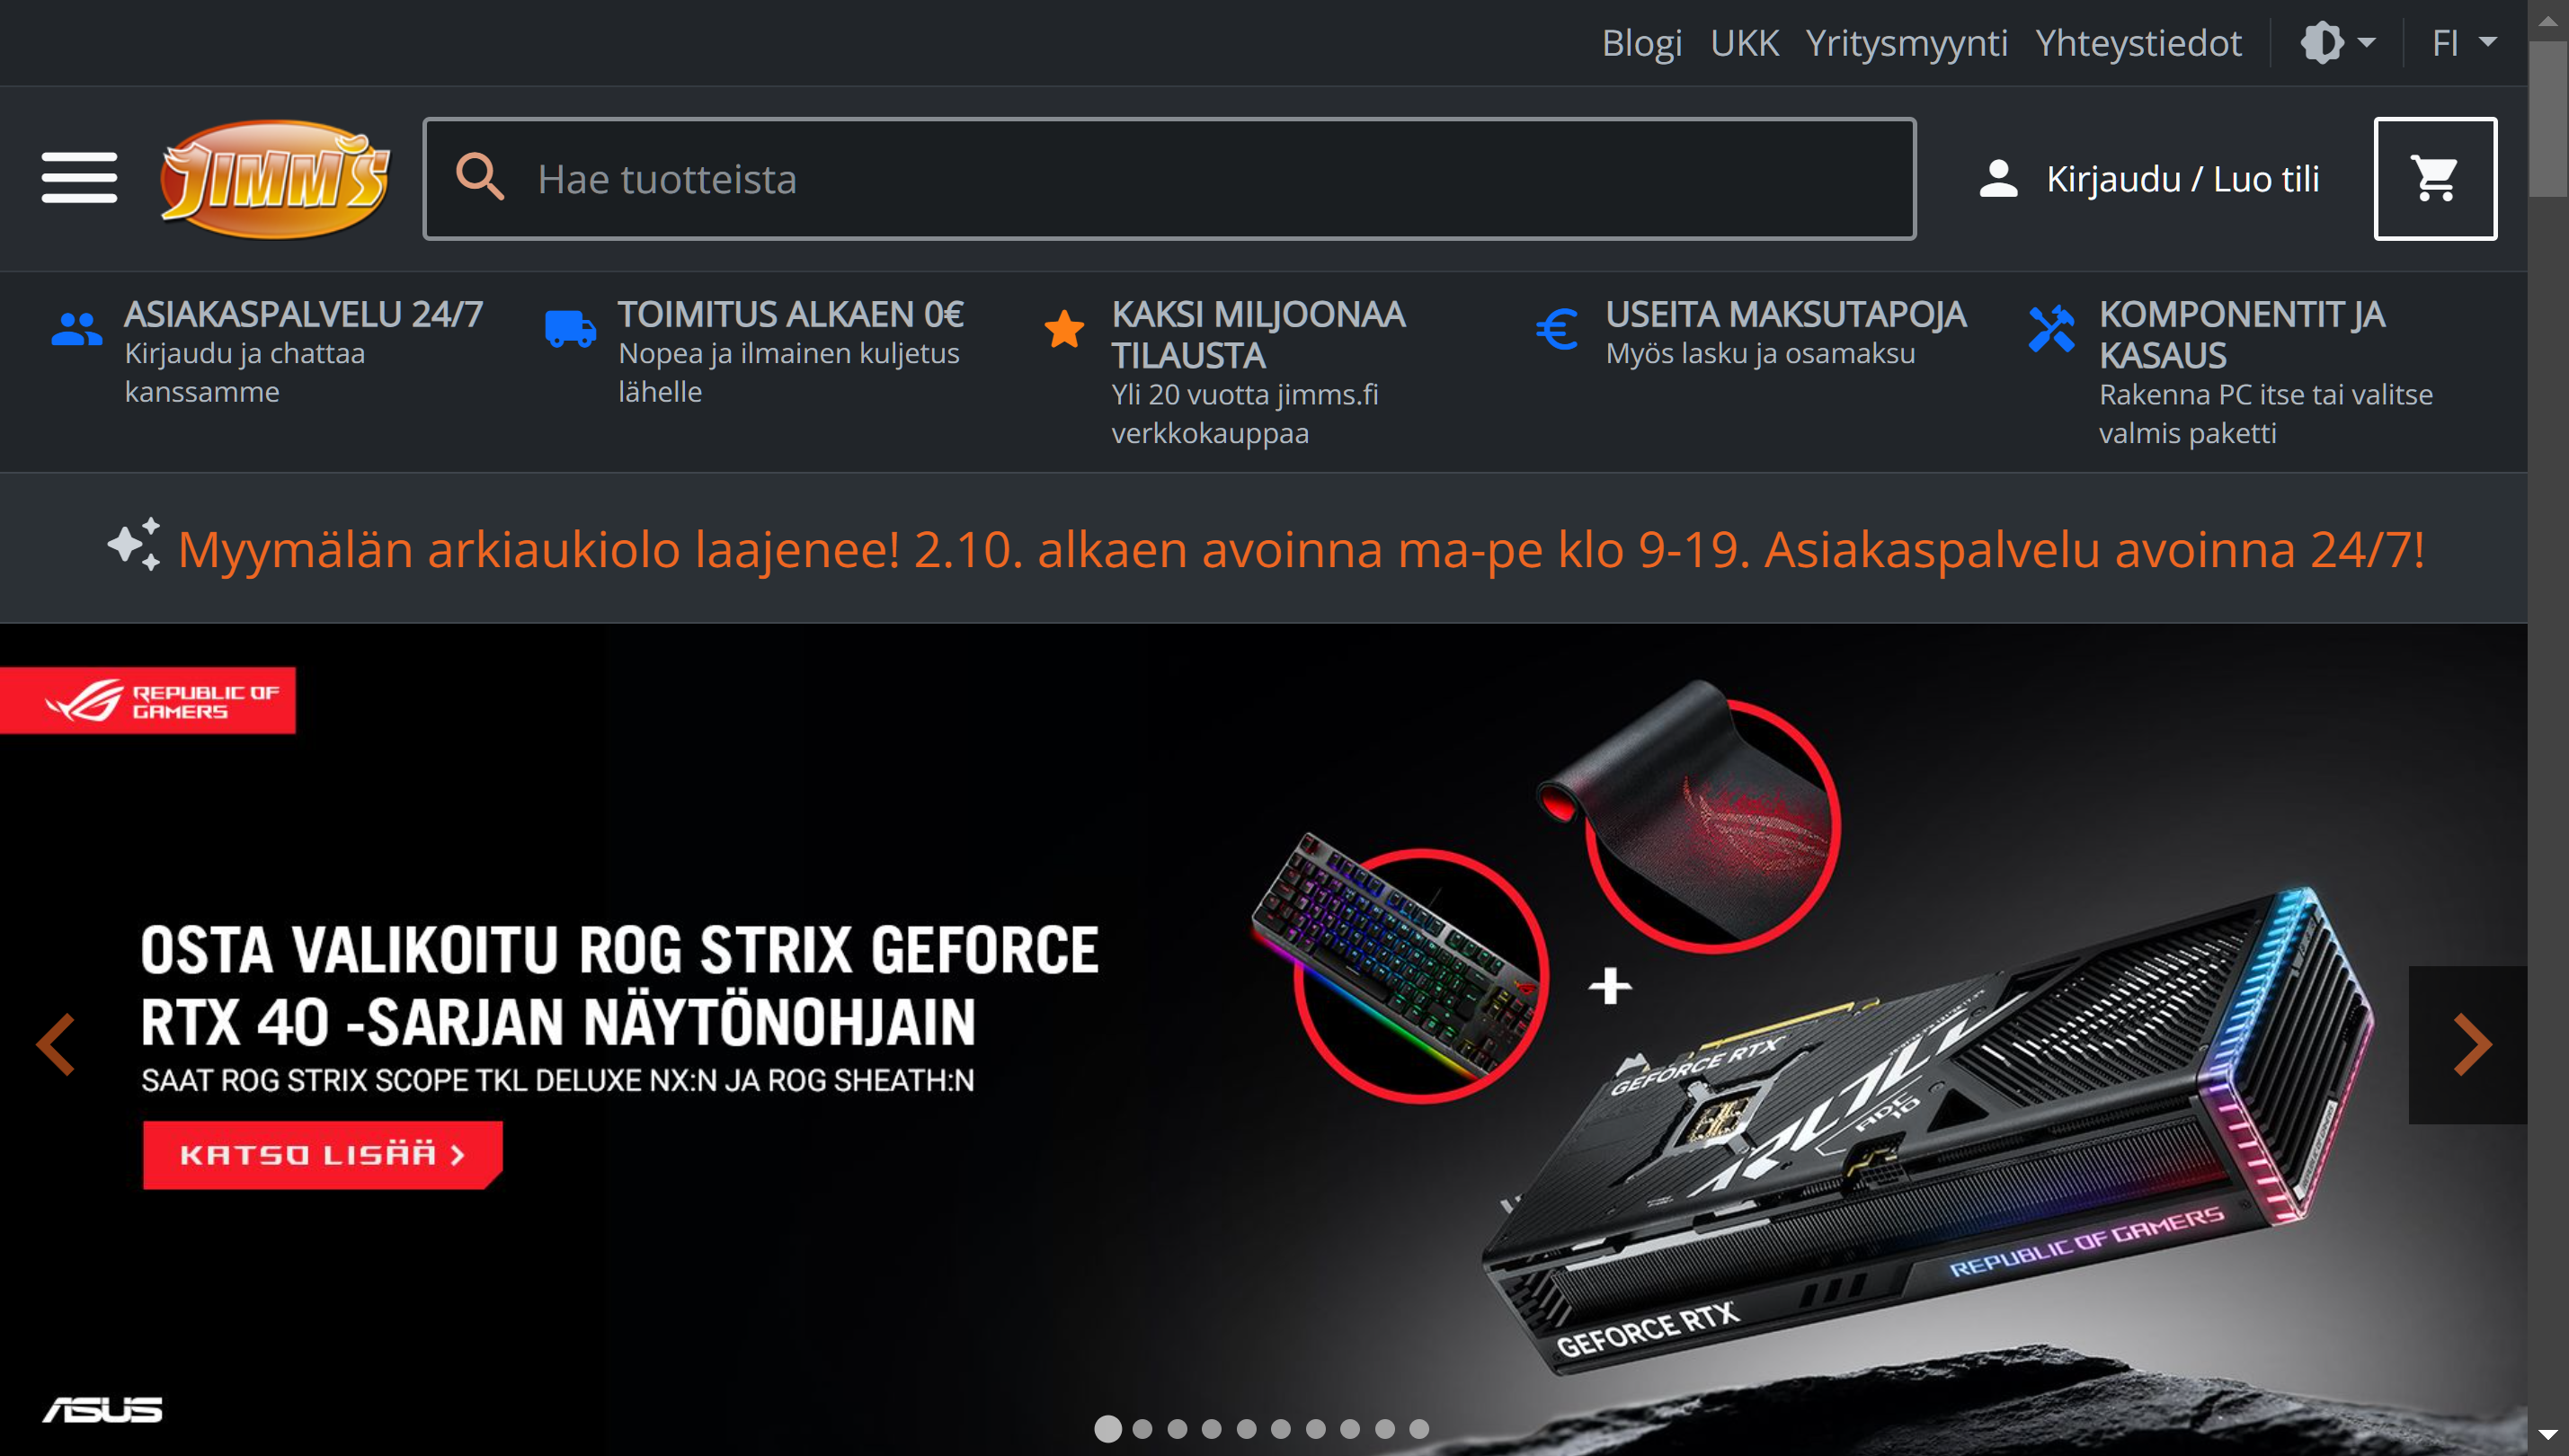 Blogi UKK Yritysmyynti Yhteystiedot FI
JIMM'S
Hae tuotteista
Kirjaudu / Luo tili
ASIAKASPALVELU 24/7
Kirjaudu ja chattaa
kanssamme
TOIMITUS ALKAEN 0€
Nopea ja ilmainen kuljetus
lähelle
KAKSI MILJOONAA
TILAUSTA
Yli 20 vuotta jimms.fi
verkkokauppaa
USEITA MAKSUTAPOJA
Myös lasku ja osamaksu
KOMPONENTIT JA
KASAUS
Rakenna PC itse tai valitse
valmis paketti
Myymälän arkiaukiolo laajenee! 2.10. alkaen avoinna ma-pe klo 9-19. Asiakaspalvelu avoinna 24/7!
REPUBLIC OF
GAMERS
OSTA VALIKOITU ROG STRIX GEFORCE
RTX 40 -SARJAN NÄYTÖNOHJAIN
SAAT ROG STRIX SCOPE TKL DELUXE NX:N JA ROG SHEATH:N
KATSO LISÄÄ >
+
GEFORCE RTX
REPUBLIC OF GAMERS
GEFORCE RTX
ASUS